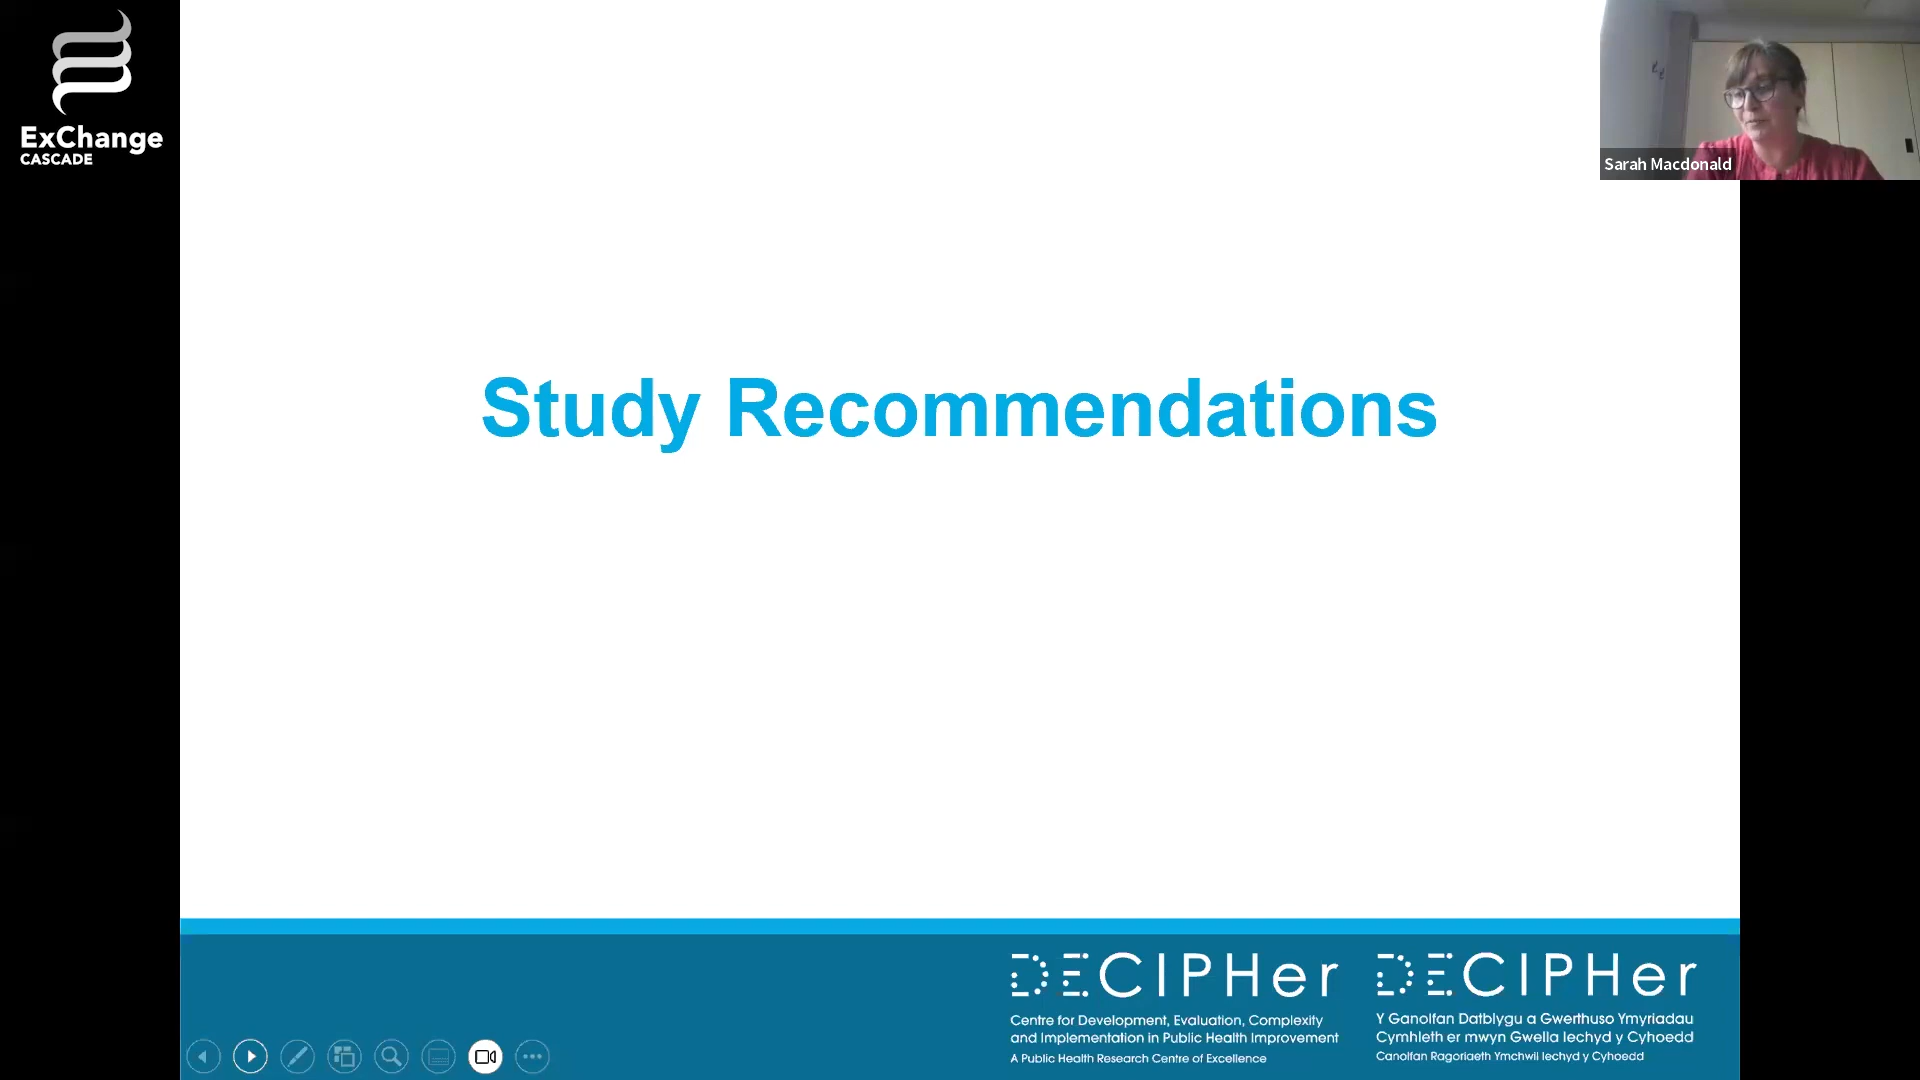 ExChange
CASCADE
Sarah Macdonald
Study Recommendations
DECIPHer
Centre for Development, Evaluation, Complexity
and Implementation in Public Health Improvement
A Public Health Research Centre of Excellence
DECIPHer
Y Ganolfan Datblygu a Gwerthuso Ymyriadau
Cymhleth er mwyn Gwella Iechyd y Cyhoedd
Canolfan Ragoriaeth Ymchwil Iechyd y Cyhoedd